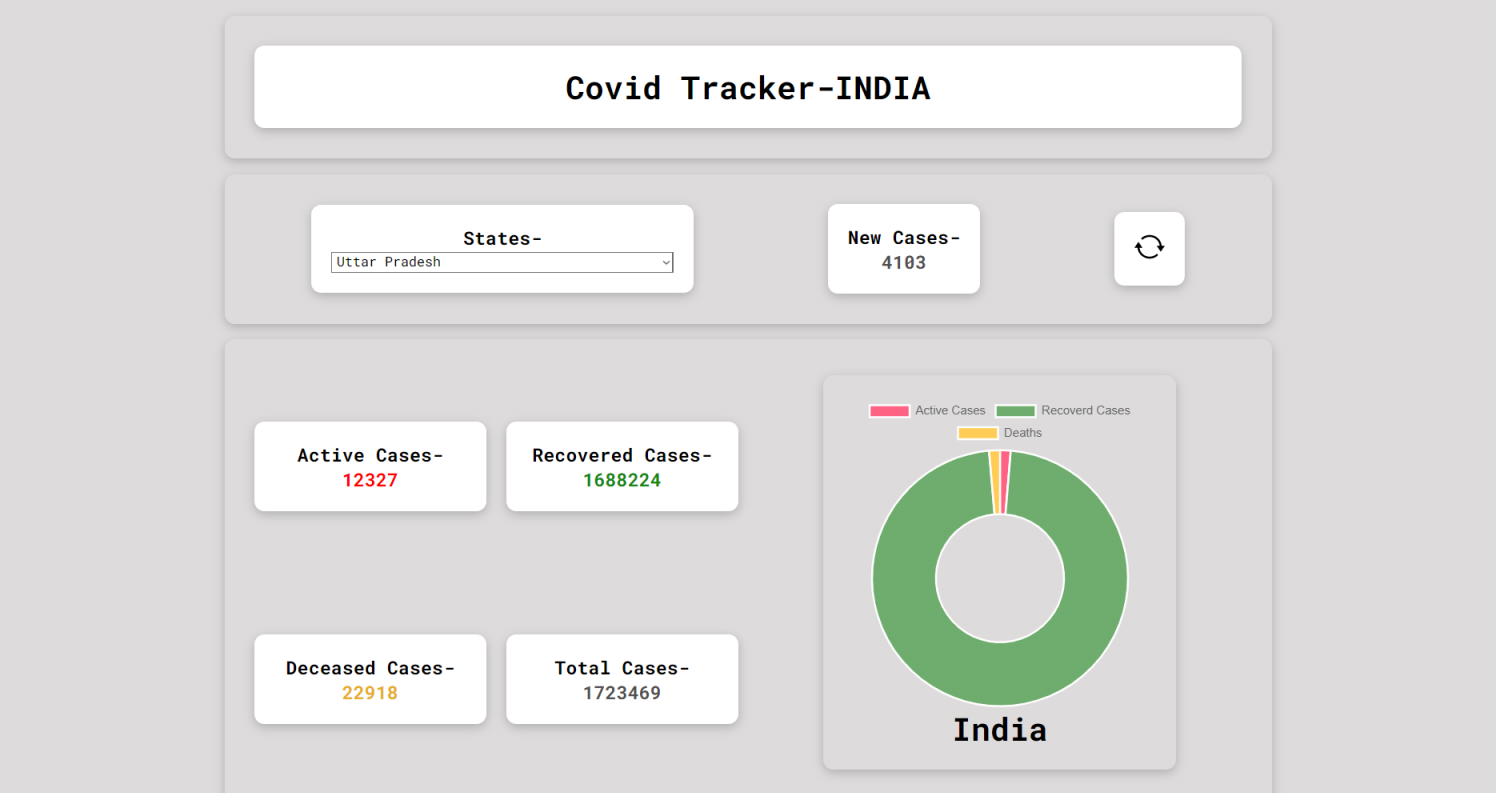 Covid Tracker-INDIA
States-
Uttar Pradesh
New Cases-
4103
Active Cases-
12327
Recovered Cases-
1688224
Deceased Cases-
22918
Total Cases-
1723469
Active Cases Recoverd Cases
Deaths
India